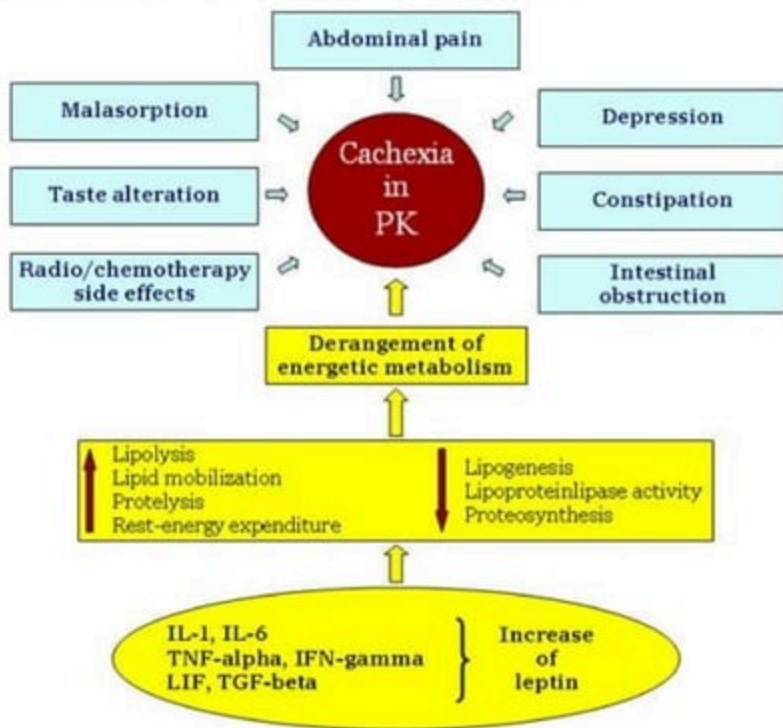 Abdominal pain
Malasorption
Depression
Cachexia
in
PK
Taste alteration
Constipation
Radio/chemotherapy
side effects
Intestinal
obstruction
Derangement of
energetic metabolism
Lipolysis
Lipid mobilization
Protelysis
Rest-energy expenditure
Lipogenesis
Lipoproteinlipase activity
Proteosynthesis
IL-1, IL-6
TNF-alpha, IFN-gamma
LIF, TGF-beta
Increase
of
leptin